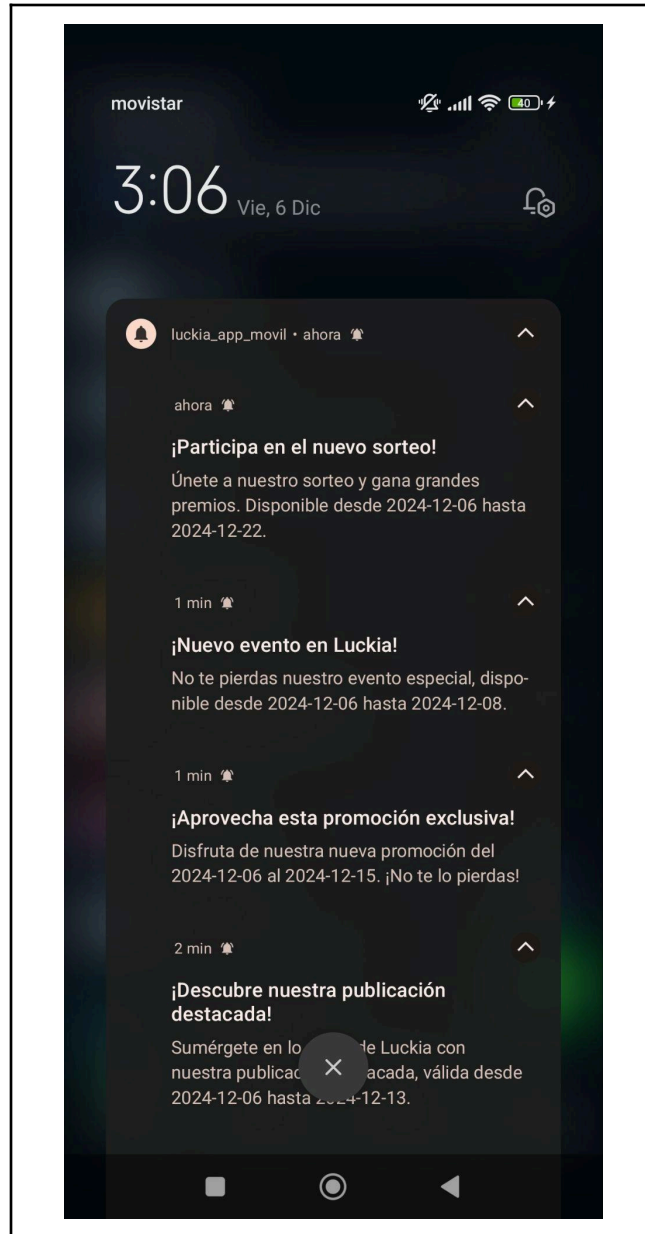 movistar
40
3:06 Vie, 6 Dic
luckia_app_movil • ahora
ahora
¡Participa en el nuevo sorteo!
Únete a nuestro sorteo y gana grandes
premios. Disponible desde 2024-12-06 hasta
2024-12-22.
1 min
¡Nuevo evento en Luckia!
No te pierdas nuestro evento especial, dispo-
nible desde 2024-12-06 hasta 2024-12-08.
1 min
¡Aprovecha esta promoción exclusiva!
Disfruta de nuestra nueva promoción del
2024-12-06 al 2024-12-15. ¡No te lo pierdas!
2 min
¡Descubre nuestra publicación
destacada!
Sumérgete en lo de Luckia con
nuestra válida desde
2024-12-06 hasta 2024-12-13.